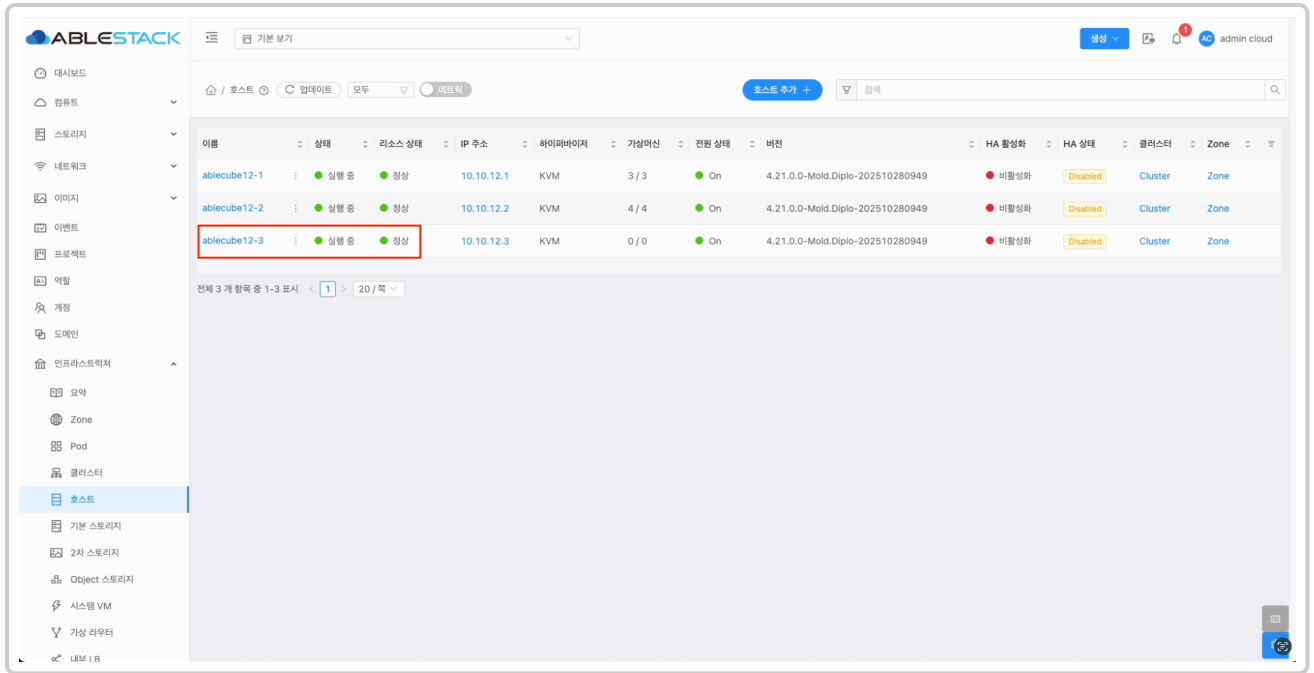 ABLESTACK
기본 보기
생성
1
AC admin cloud
대시보드
컴퓨트
스토리지
네트워크
이미지
이벤트
프로젝트
역할
계정
도메인
인프라스트럭쳐
요약
Zone
Pod
클러스터
호스트
기본 스토리지
2차 스토리지
Object 스토리지
시스템 VM
가상 라우터
내부 LB
/ 호스트 업데이트 모두 메트릭
호스트 추가 +
검색
이름 상태 리소스 상태 IP 주소 하이퍼바이저 가상머신 전원 상태 버전 HA 활성화 HA 상태 클러스터 Zone
ablecube12-1 실행 중 정상 10.10.12.1 KVM 3 / 3 On 4.21.0.0-Mold.Diplo-202510280949 비활성화 Disabled Cluster Zone
ablecube12-2 실행 중 정상 10.10.12.2 KVM 4 / 4 On 4.21.0.0-Mold.Diplo-202510280949 비활성화 Disabled Cluster Zone
ablecube12-3 실행 중 정상 10.10.12.3 KVM 0 / 0 On 4.21.0.0-Mold.Diplo-202510280949 비활성화 Disabled Cluster Zone
전체 3 개 항목 중 1-3 표시 < 1 > 20 / 쪽